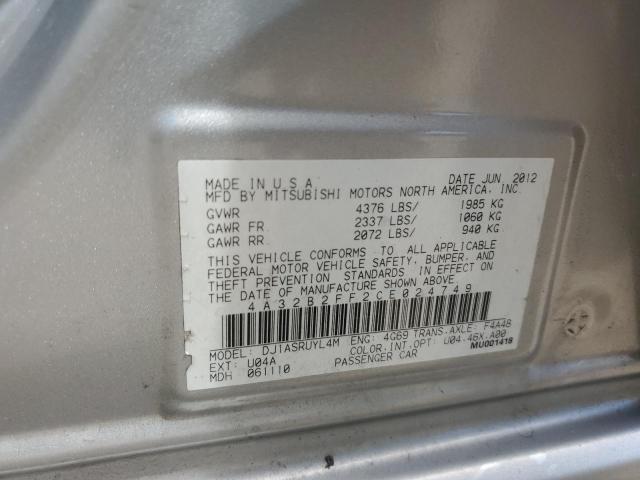 MADE IN U.S.A. DATE JUN. 2012
MFD BY MITSUBISHI MOTORS NORTH AMERICA, INC.
GVWR 4376 LBS/ 1985 KG
GAWR FR. 2337 LBS/ 1060 KG
GAWR RR. 2072 LBS/ 940 KG
THIS VEHICLE CONFORMS TO ALL APPLICABLE
FEDERAL MOTOR VEHICLE SAFETY, BUMPER, AND
THEFT PREVENTION STANDARDS IN EFFECT ON
THE DATE OF MANUFACTURE SHOWN ABOVE.
4A32B2FF2CE024749
MODEL: DJ1ASRUYL4M ENG: 4G69 TRANS.AXLE: F4A4B
EXT: U04A COLOR,INT,OPT: U04.46X.A00
MDH 061110 PASSENGER CAR MU001418